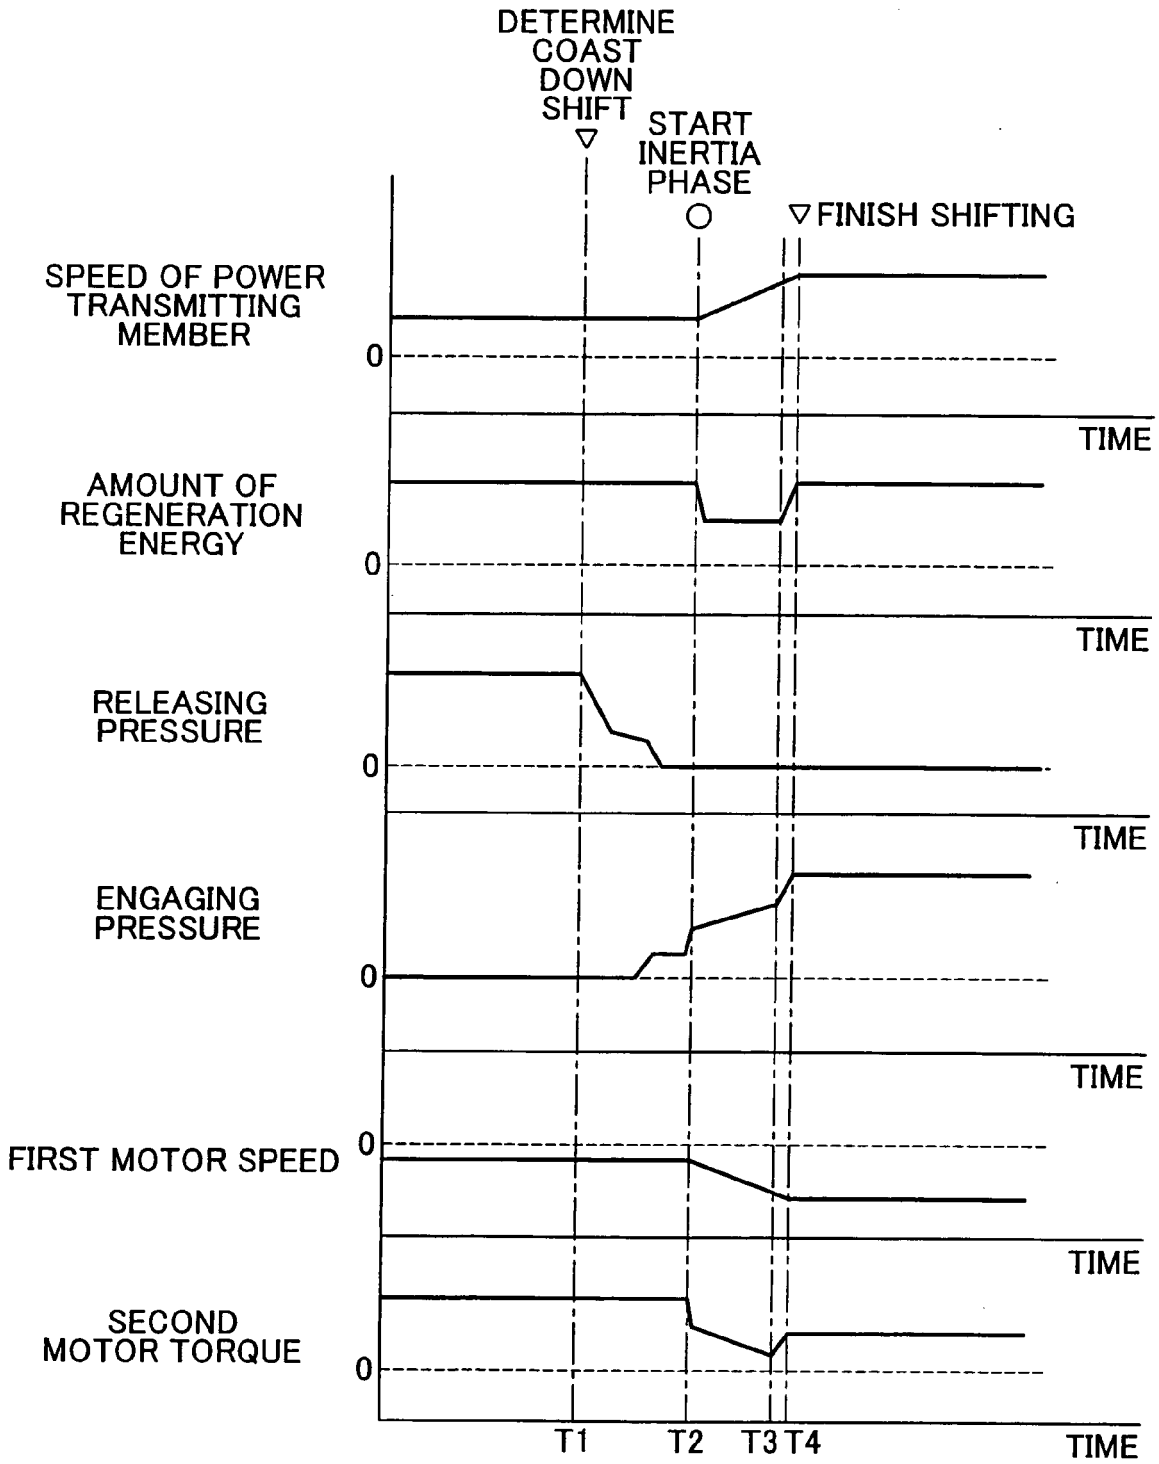 DETERMINE
COAST
DOWN
SHIFT
START
INERTIA
PHASE
FINISH SHIFTING
SPEED OF POWER
TRANSMITTING
MEMBER
0
TIME
AMOUNT OF
REGENERATION
ENERGY
0
TIME
RELEASING
PRESSURE
0
TIME
ENGAGING
PRESSURE
0
TIME
0
FIRST MOTOR SPEED
TIME
SECOND
MOTOR TORQUE
0
T1 T2 T3 T4 TIME